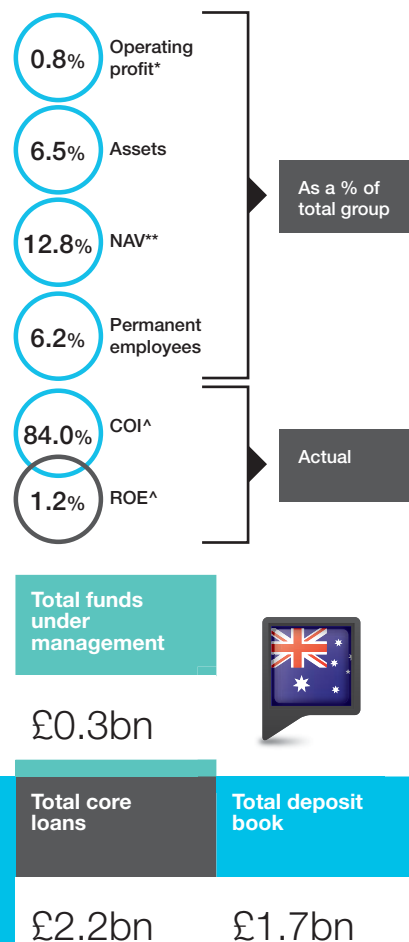 0.8%
Operating
profit*
6.5%
Assets
12.8%
NAV**
6.2%
Permanent
employees
As a % of
total group
84.0%
COI^
1.2%
ROE^
Actual
Total funds
under
management
£0.3bn
Total core
loans
£2.2bn
Total deposit
book
£1.7bn